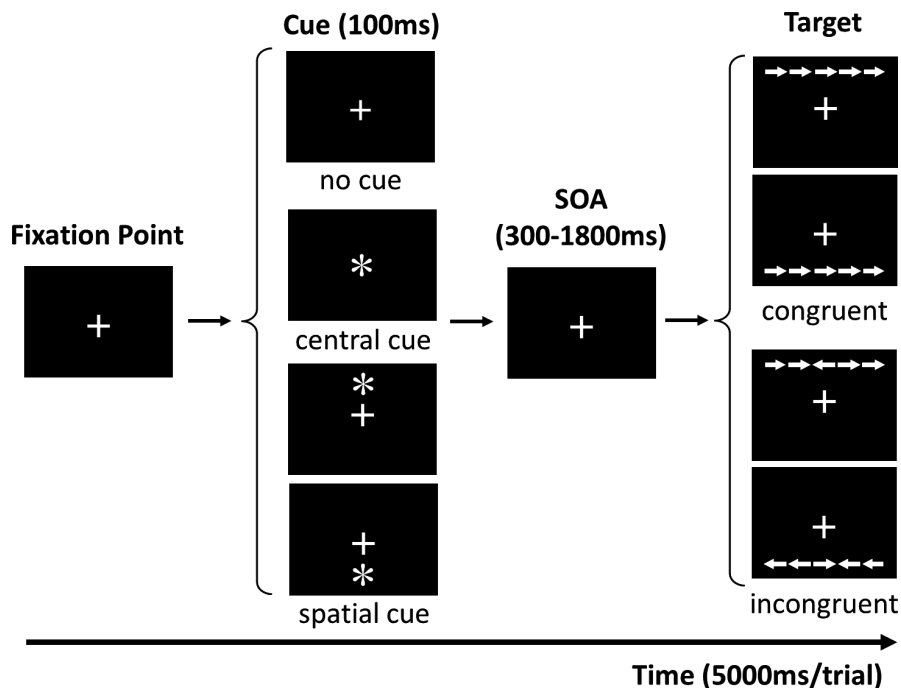 Cue (100ms)
Target
no cue
SOA
(300-1800ms)
Fixation Point
congruent
central cue
spatial cue
incongruent
Time (5000ms/trial)